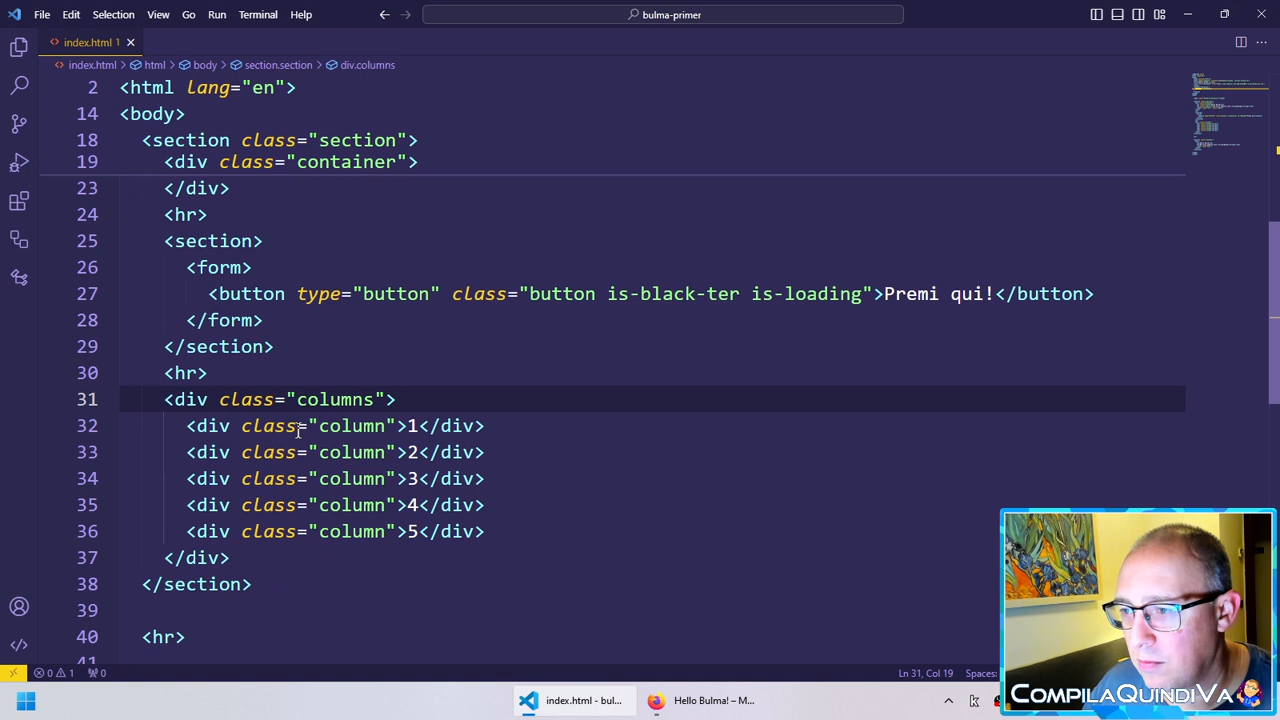 File Edit Selection View Go Run Terminal Help bulma-primer
index.html 1
index.html html body section.section div.columns
2 <html lang="en">
14 <body>
18 <section class="section">
19 <div class="container">
23 </div>
24 <hr>
25 <section>
26 <form>
27 <button type="button" class="button is-black-ter is-loading">Premi qui!</button>
28 </form>
29 </section>
30 <hr>
31 <div class="columns">
32 <div class="column">1</div>
33 <div class="column">2</div>
34 <div class="column">3</div>
35 <div class="column">4</div>
36 <div class="column">5</div>
37 </div>
38 </section>
39
40 <hr>
41
0 1 0 Ln 31, Col 19 Spaces:
index.html - bul... Hello Bulma! – M...
CompilaQuindiVa